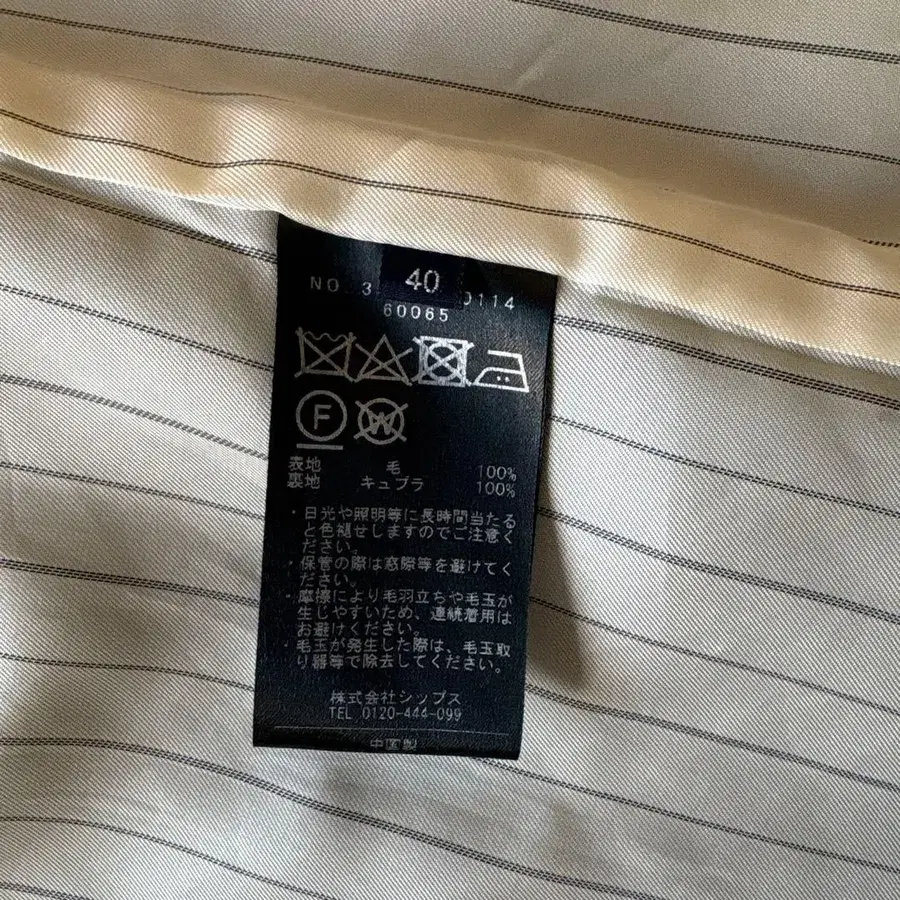 40
NO. 3 0114
60065
F
W
表地 毛 100%
裏地 キュプラ 100%
・日光や照明等に長時間当たる
と色褪せしますのでご注意く
ださい。
・保管の際は窓際等を避けてく
ださい。
・摩擦により毛羽立ちや毛玉が
生じやすいため、連続着用は
お避けください。
・毛玉が発生した際は、毛玉取
り器等で除去してください。
株式会社シップス
TEL 0120-444-099
中国製